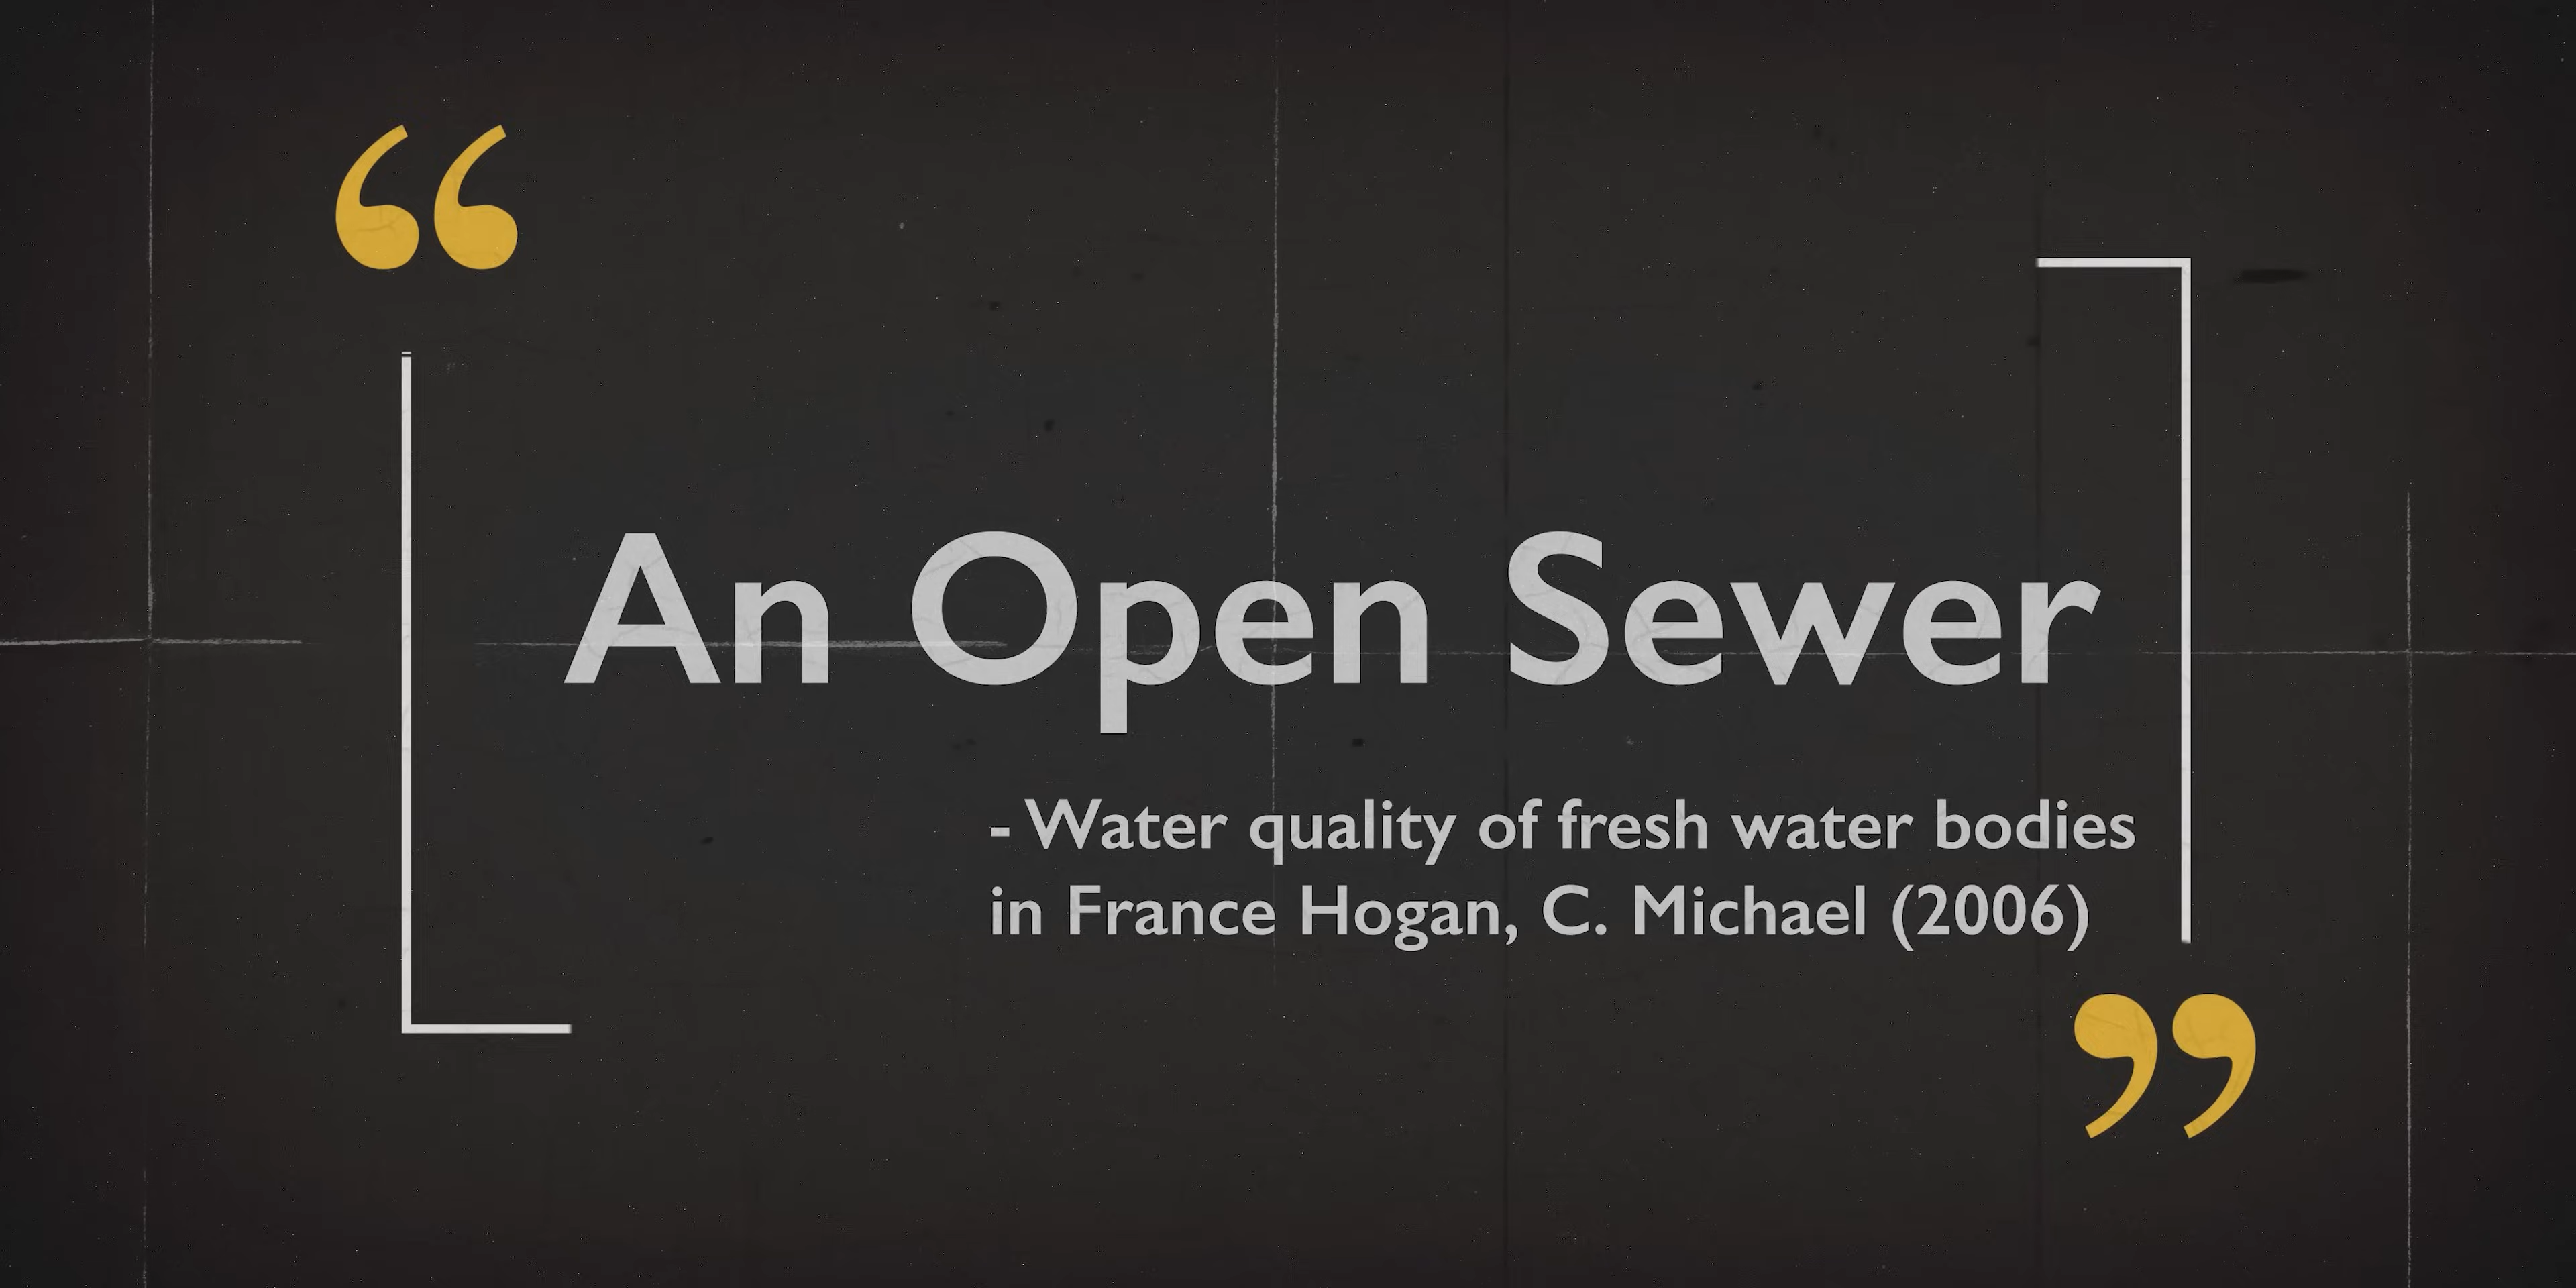 “
An Open Sewer
- Water quality of fresh water bodies
in France Hogan, C. Michael (2006)
”